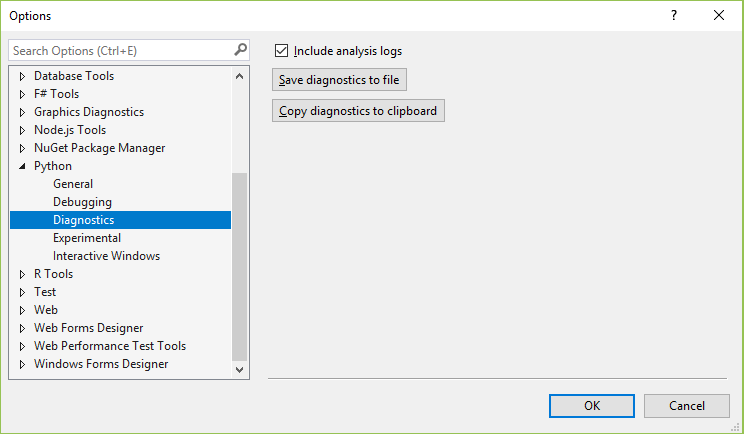 Options
?
Search Options (Ctrl+E)
Database Tools
F# Tools
Graphics Diagnostics
Node.js Tools
NuGet Package Manager
Python
General
Debugging
Diagnostics
Experimental
Interactive Windows
R Tools
Test
Web
Web Forms Designer
Web Performance Test Tools
Windows Forms Designer
Include analysis logs
Save diagnostics to file
Copy diagnostics to clipboard
OK
Cancel